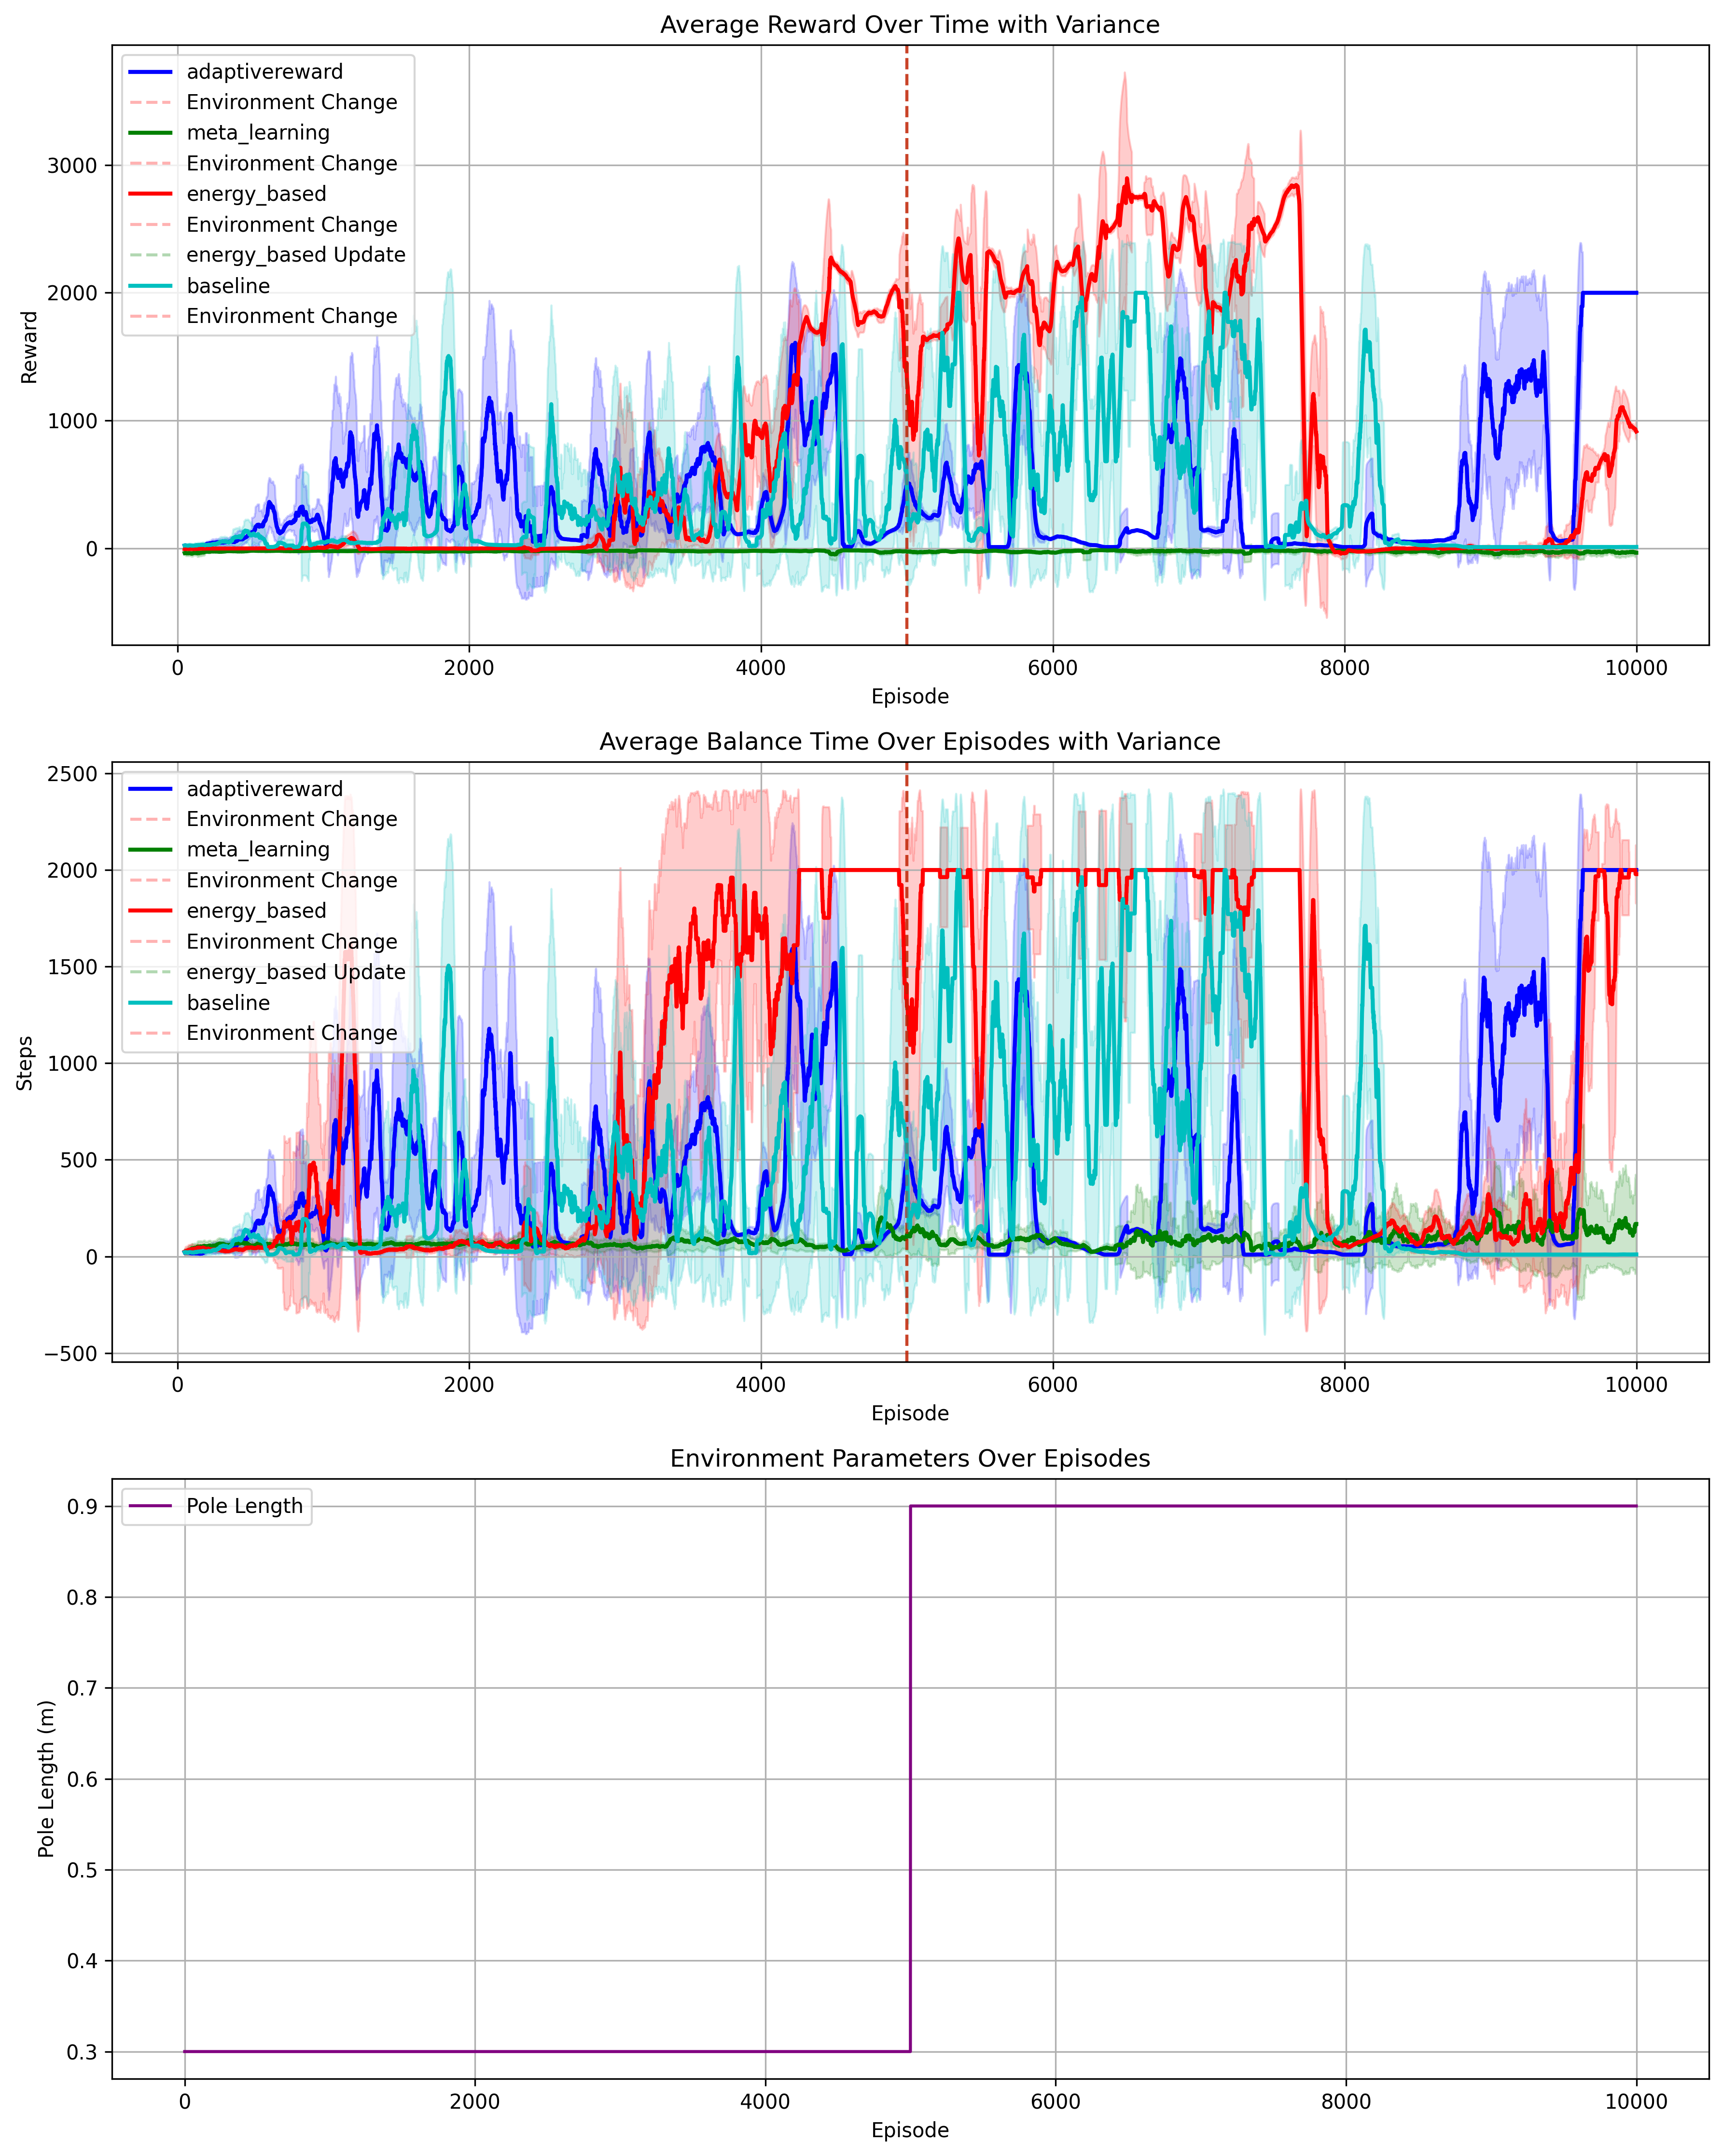 Average Reward Over Time with Variance
adaptivereward
Environment Change
meta_learning
Environment Change
energy_based
Environment Change
energy_based Update
baseline
Environment Change
Reward
3000
2000
1000
0
0 2000 4000 6000 8000 10000
Episode
Average Balance Time Over Episodes with Variance
adaptivereward
Environment Change
meta_learning
Environment Change
energy_based
Environment Change
energy_based Update
baseline
Environment Change
Steps
2500
2000
1500
1000
500
0
−500
0 2000 4000 6000 8000 10000
Episode
Environment Parameters Over Episodes
Pole Length
Pole Length (m)
0.9
0.8
0.7
0.6
0.5
0.4
0.3
0 2000 4000 6000 8000 10000
Episode